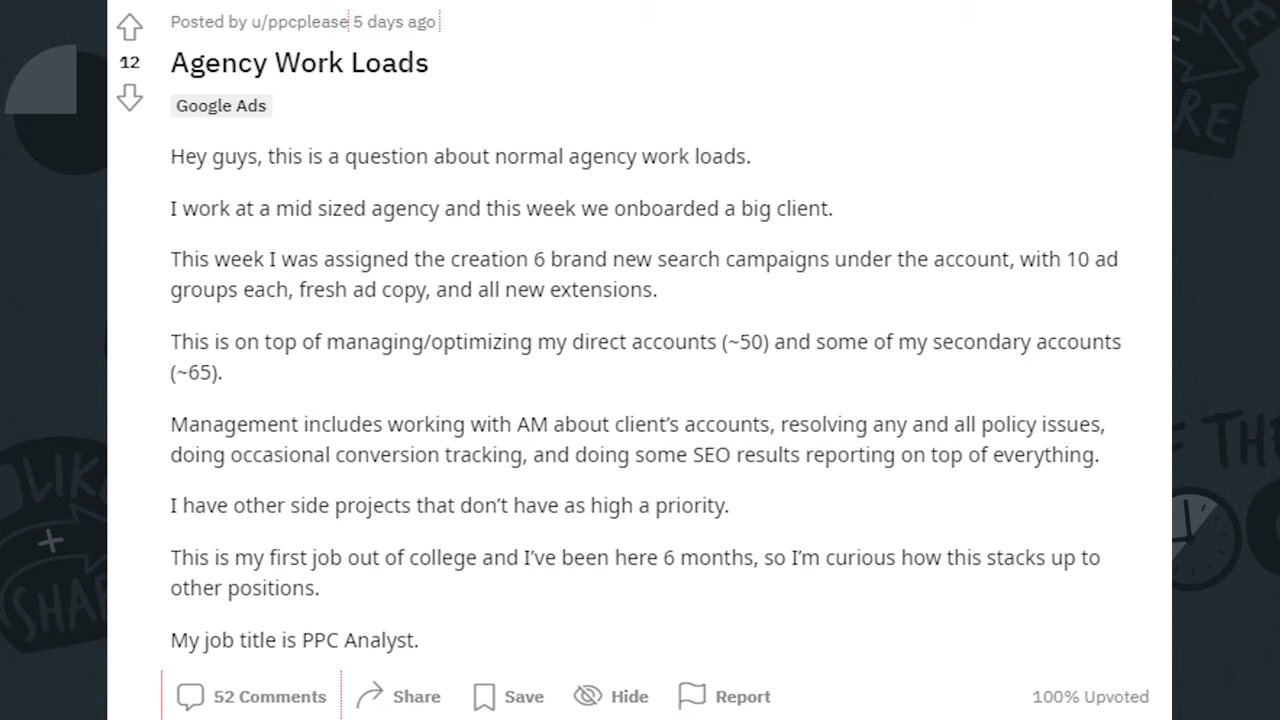 Posted by u/ppcplease 5 days ago
12
Agency Work Loads
Google Ads
Hey guys, this is a question about normal agency work loads.
I work at a mid sized agency and this week we onboarded a big client.
This week I was assigned the creation 6 brand new search campaigns under the account, with 10 ad
groups each, fresh ad copy, and all new extensions.
This is on top of managing/optimizing my direct accounts (~50) and some of my secondary accounts
(~65).
Management includes working with AM about client’s accounts, resolving any and all policy issues,
doing occasional conversion tracking, and doing some SEO results reporting on top of everything.
I have other side projects that don’t have as high a priority.
This is my first job out of college and I’ve been here 6 months, so I’m curious how this stacks up to
other positions.
My job title is PPC Analyst.
52 Comments Share Save Hide Report 100% Upvoted